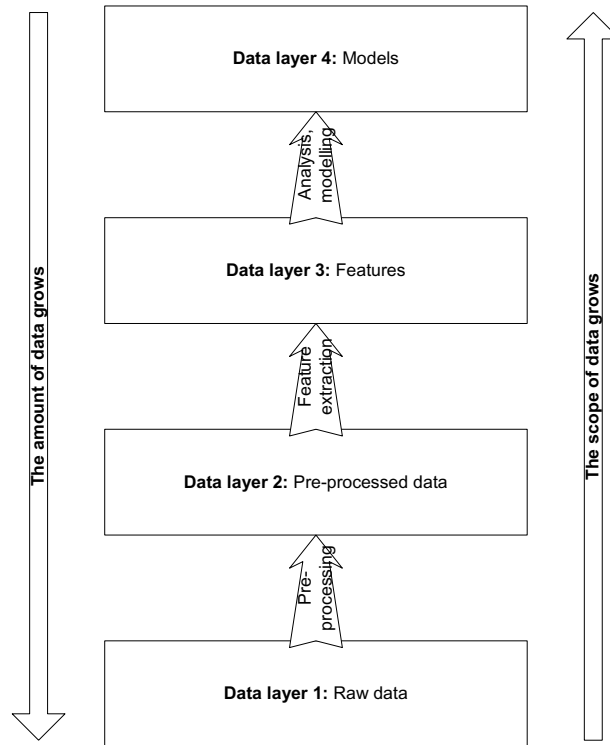 Data layer 4: Models
Analysis,
modelling
Data layer 3: Features
Feature
extraction
Data layer 2: Pre-processed data
Pre-
processing
Data layer 1: Raw data
The amount of data grows
The scope of data grows